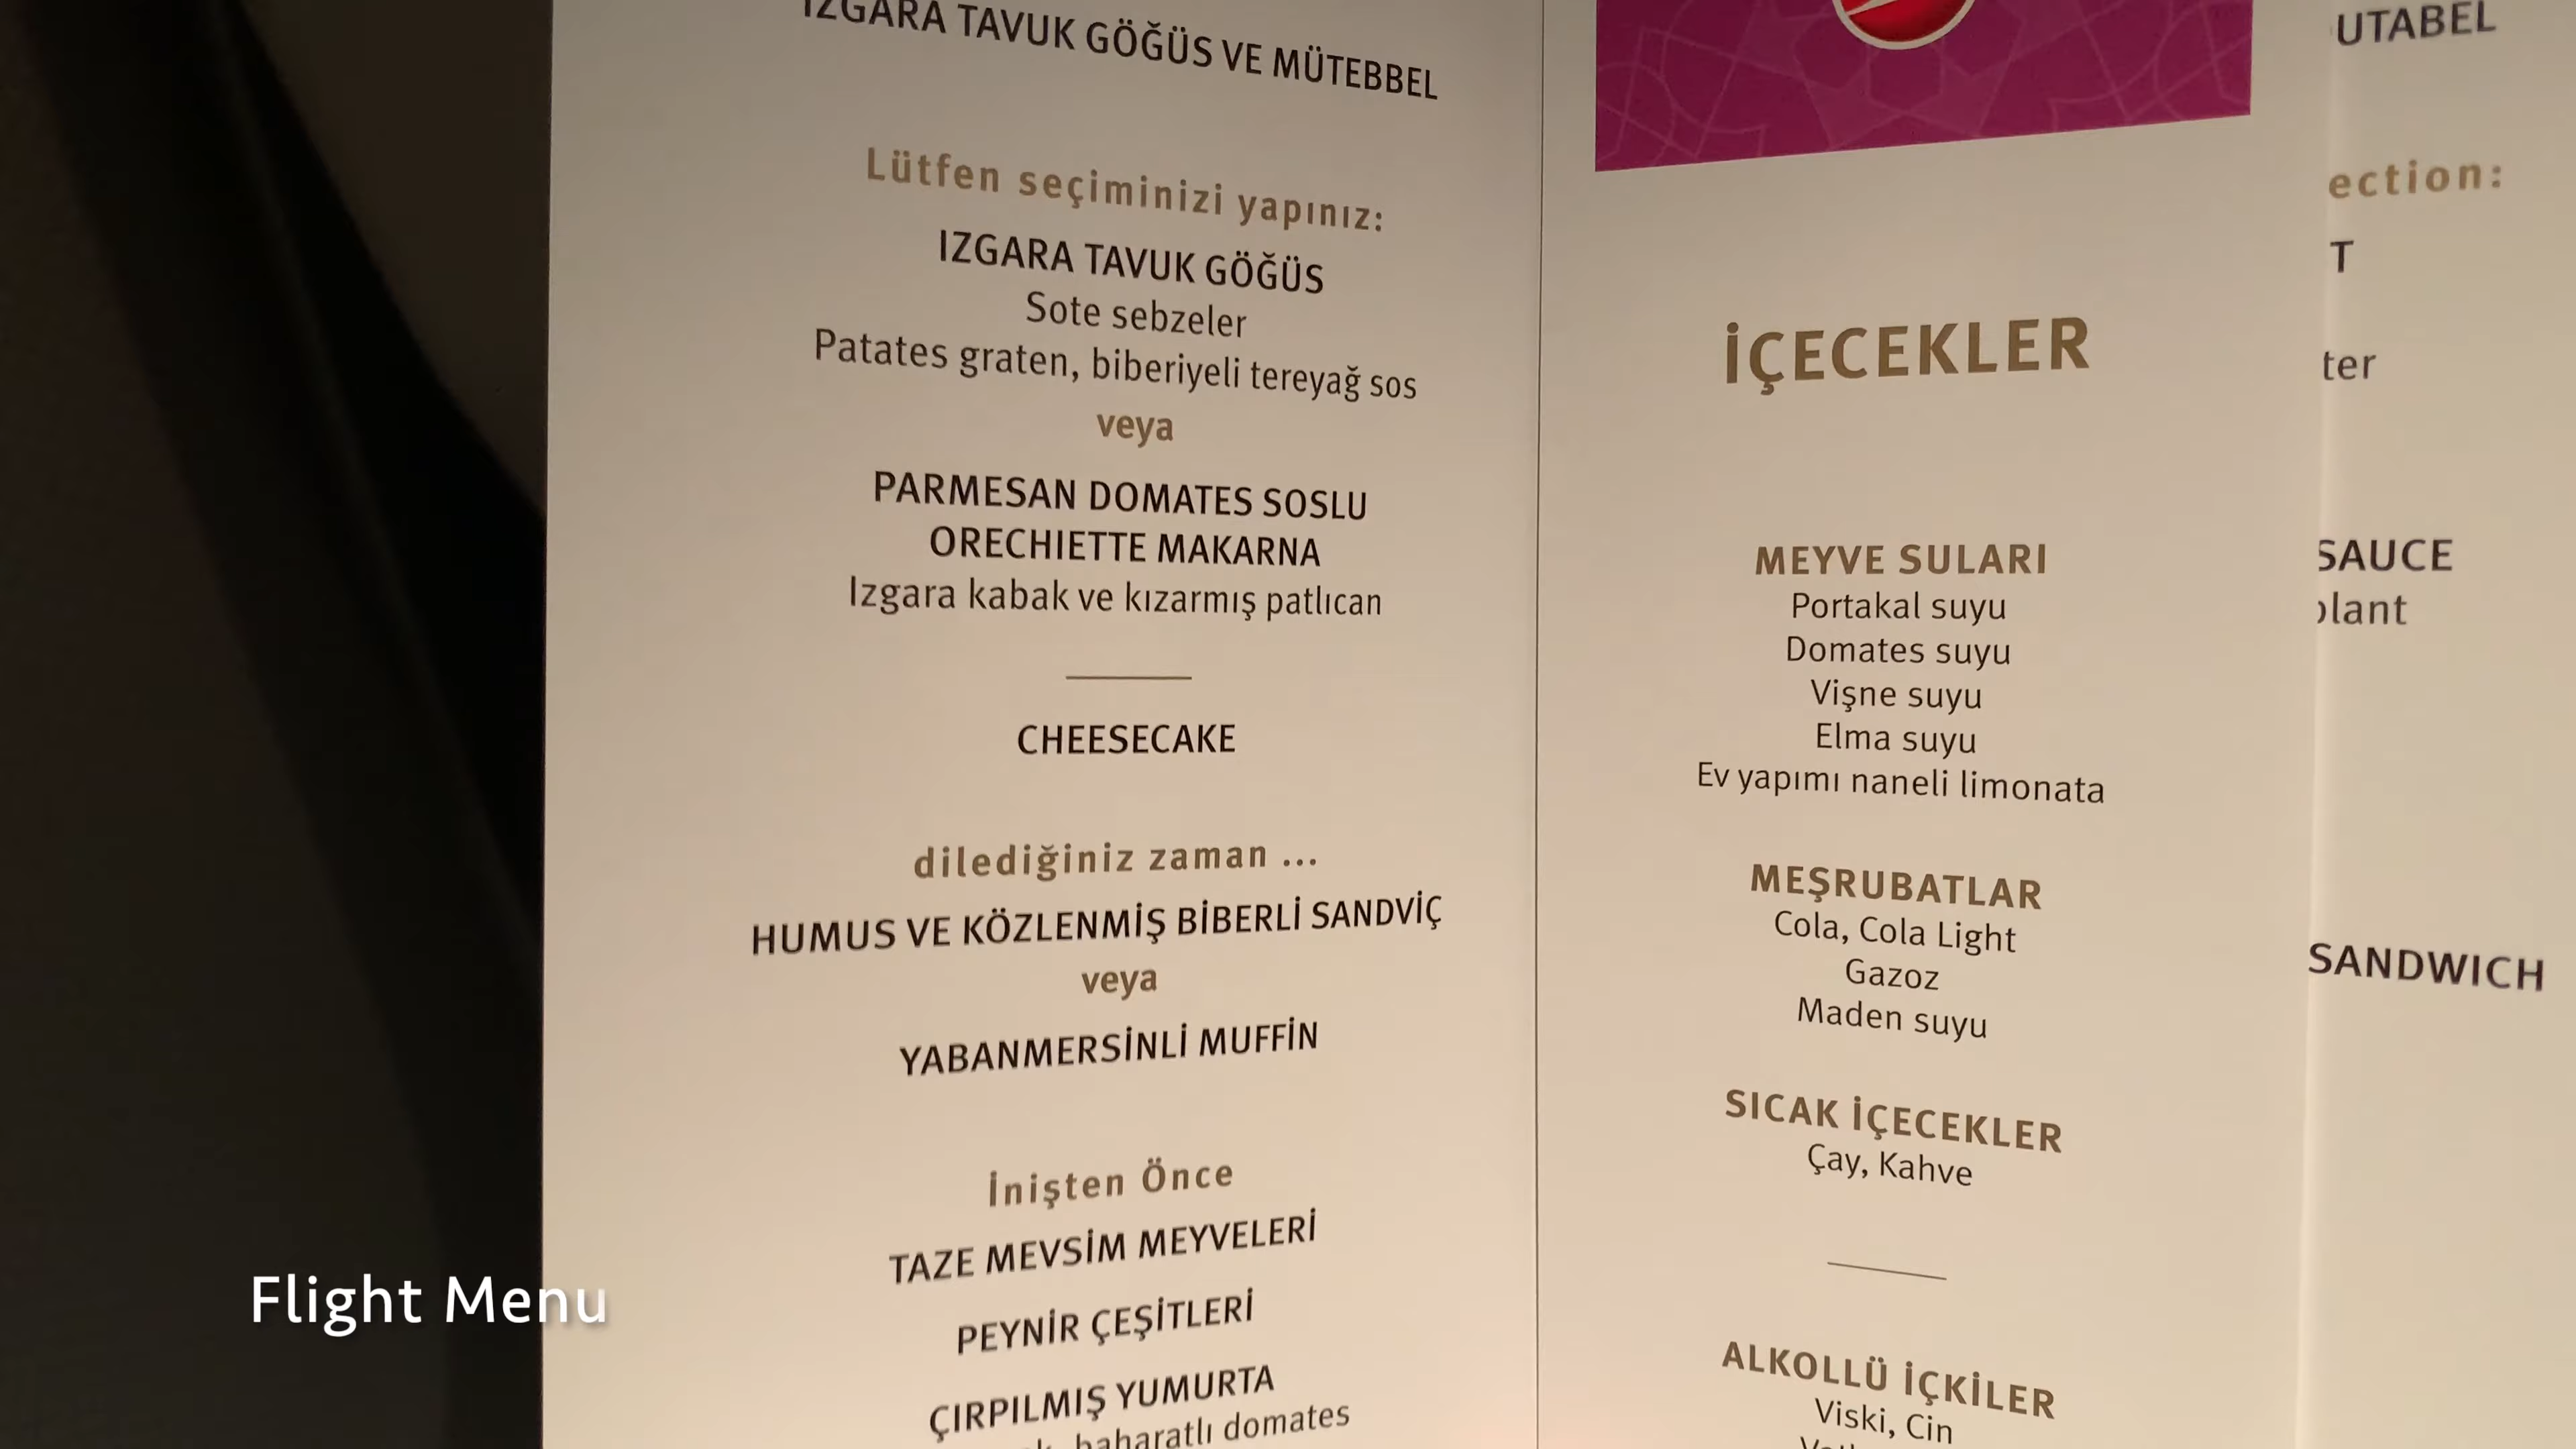 IZGARA TAVUK GÖĞÜS VE MÜTEBBEL
Lütfen seçiminizi yapınız:
IZGARA TAVUK GÖĞÜS
Sote sebzeler
Patates graten, biberiyeli tereyağ sos
veya
PARMESAN DOMATES SOSLU
ORECHIETTE MAKARNA
Izgara kabak ve kızarmış patlıcan
CHEESECAKE
dilediğiniz zaman ...
HUMUS VE KÖZLENMİŞ BİBERLİ SANDVİÇ
veya
YABANMERSİNLİ MUFFİN
İnişten Önce
TAZE MEVSİM MEYVELERİ
PEYNİR ÇEŞİTLERİ
ÇIRPILMIŞ YUMURTA
baharatlı domates
İÇECEKLER
MEYVE SULARI
Portakal suyu
Domates suyu
Vişne suyu
Elma suyu
Ev yapımı naneli limonata
MEŞRUBATLAR
Cola, Cola Light
Gazoz
Maden suyu
SICAK İÇECEKLER
Çay, Kahve
ALKOLLÜ İÇKİLER
Viski, Cin
UTABEL
ection:
T
ter
SAUCE
plant
SANDWICH
Flight Menu